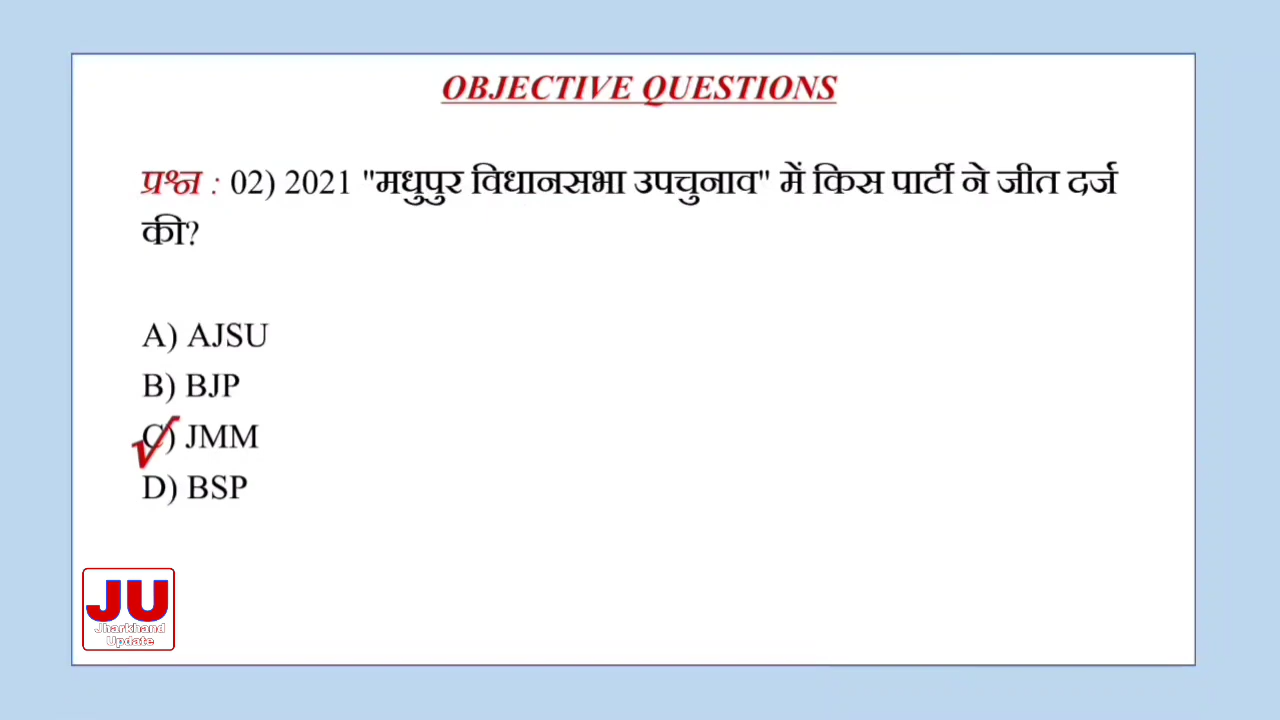 OBJECTIVE QUESTIONS
प्रश्न : 02) 2021 "मधुपुर विधानसभा उपचुनाव" में किस पार्टी ने जीत दर्ज
की?
A) AJSU
B) BJP
C) JMM
D) BSP
JU
Jharkhand
Update